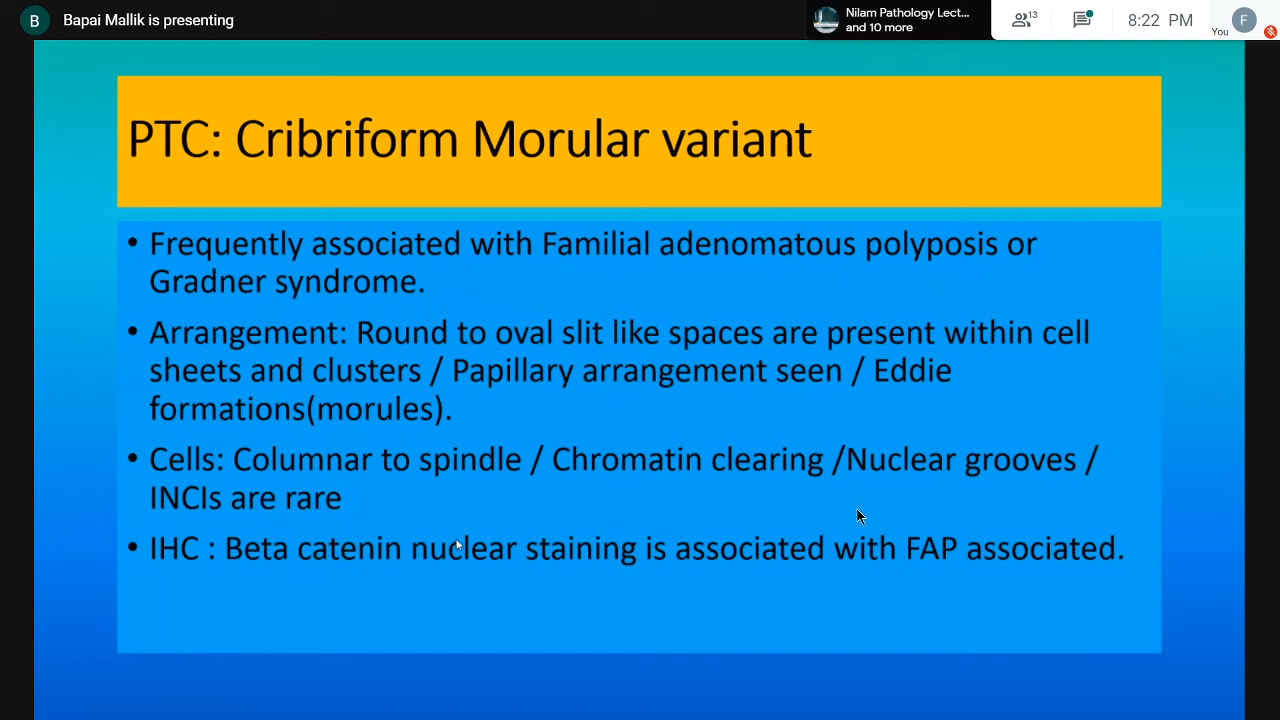 B Bapai Mallik is presenting
Nilam Pathology Lect...
and 10 more
13
8:22 PM
You
F
PTC: Cribriform Morular variant
• Frequently associated with Familial adenomatous polyposis or
Gradner syndrome.
• Arrangement: Round to oval slit like spaces are present within cell
sheets and clusters / Papillary arrangement seen / Eddie
formations(morules).
• Cells: Columnar to spindle / Chromatin clearing /Nuclear grooves /
INCIs are rare
• IHC : Beta catenin nuclear staining is associated with FAP associated.